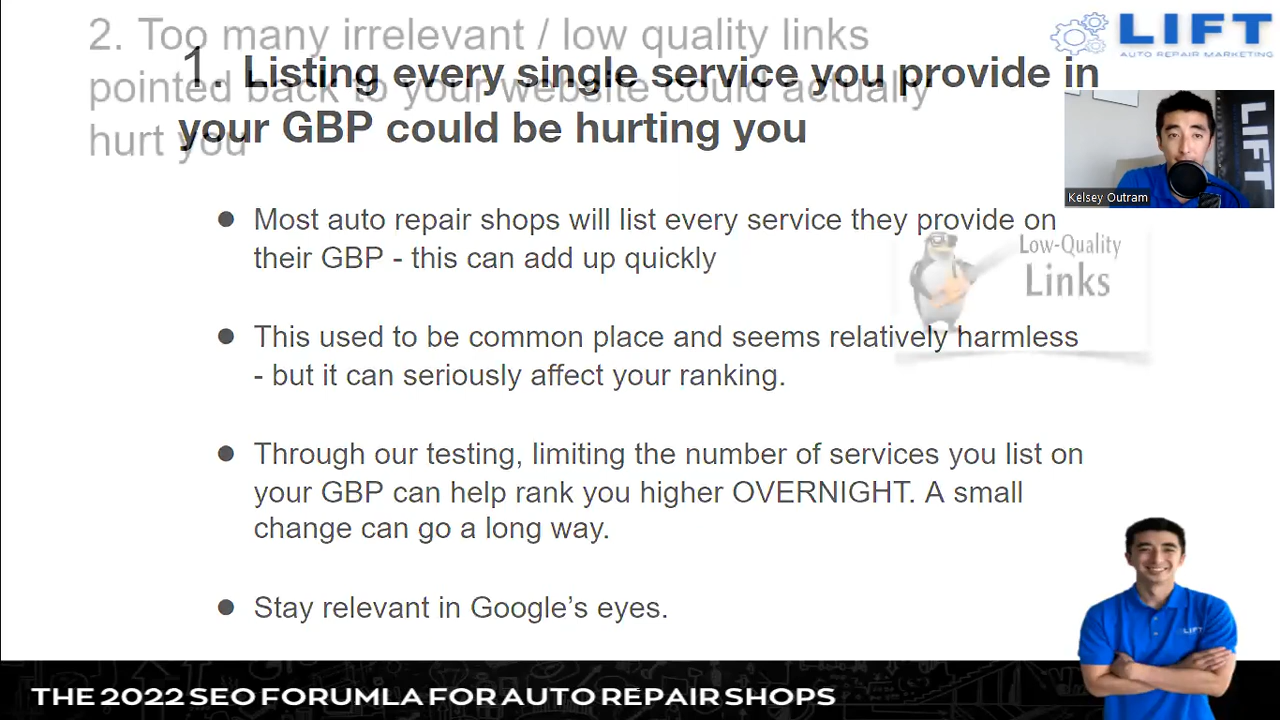 2. Too many irrelevant / low quality links
pointed back to your website could actually
hurt you
1. Listing every single service you provide in
your GBP could be hurting you
LIFT
AUTO REPAIR MARKETING
LIFT
Kelsey Outram
● Most auto repair shops will list every service they provide on
their GBP - this can add up quickly
Low-Quality
Links
● This used to be common place and seems relatively harmless
- but it can seriously affect your ranking.
● Through our testing, limiting the number of services you list on
your GBP can help rank you higher OVERNIGHT. A small
change can go a long way.
● Stay relevant in Google’s eyes.
LIFT
THE 2022 SEO FORUMLA FOR AUTO REPAIR SHOPS